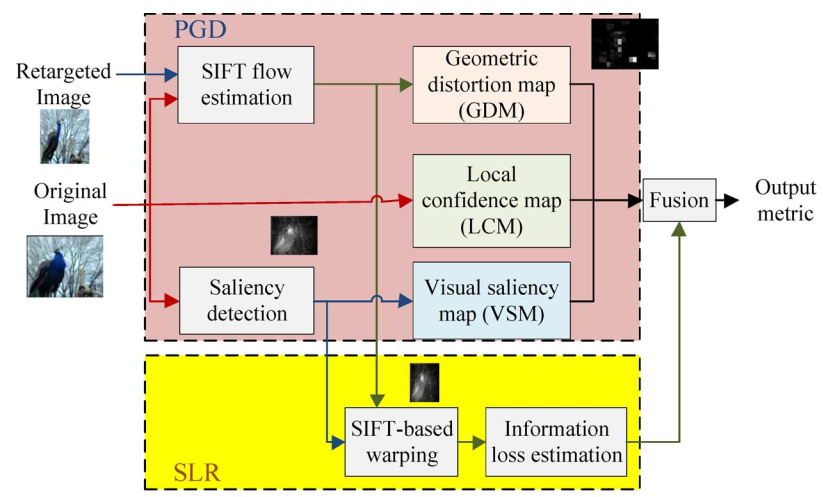 PGD
Retargeted
Image
SIFT flow
estimation
Geometric
distortion map
(GDM)
Original
Image
Local
confidence map
(LCM)
Fusion
Output
metric
Saliency
detection
Visual saliency
map (VSM)
SIFT-based
warping
Information
loss estimation
SLR